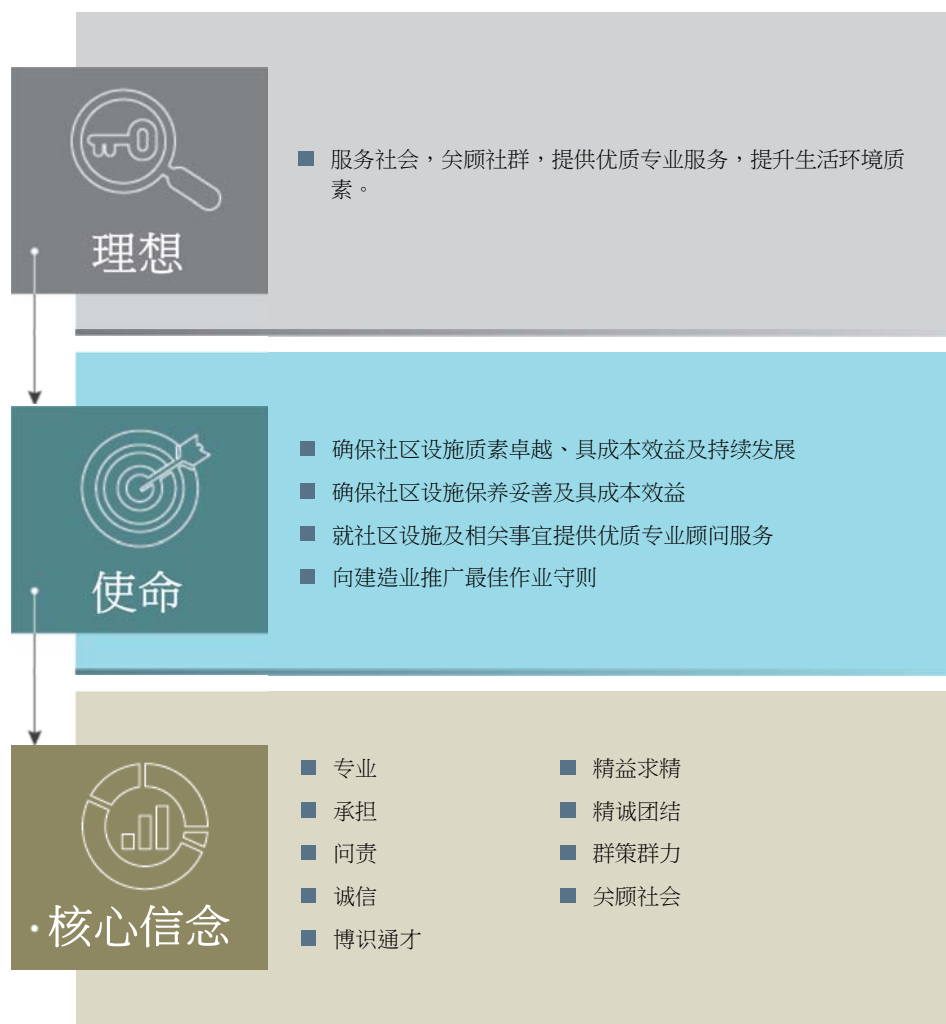 理想
服务社会，关顾社群，提供优质专业服务，提升生活环境质
素。
使命
确保社区设施质素卓越、具成本效益及持续发展
确保社区设施保养妥善及具成本效益
就社区设施及相关事宜提供优质专业顾问服务
向建造业推广最佳作业守则
核心信念
专业
承担
问责
诚信
博识通才
精益求精
精诚团结
群策群力
关顾社会